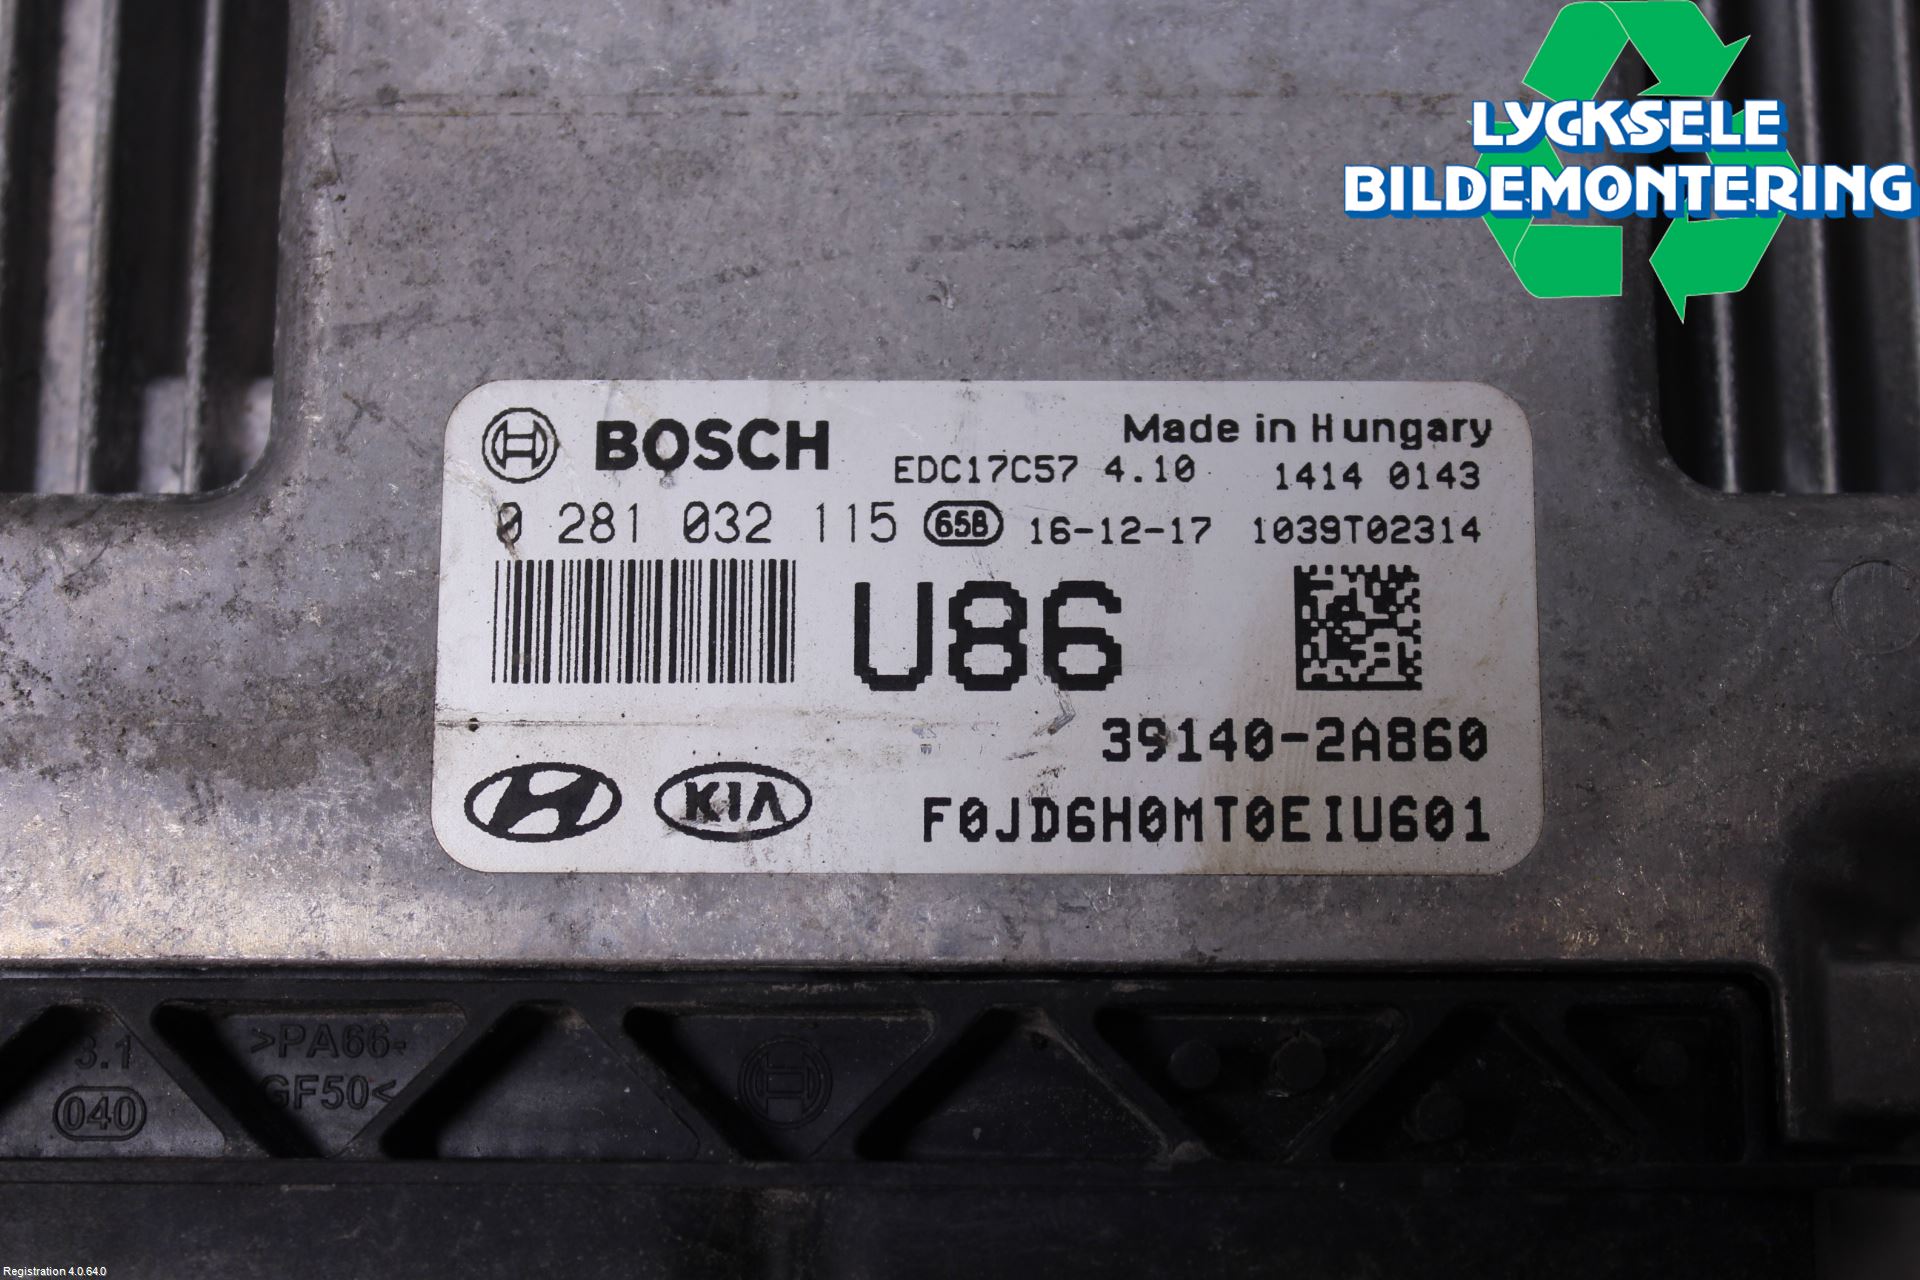 LYCKSELE
BILDEMONTERING
BOSCH
Made in Hungary
EDC17C57 4.10 1414 0143
0 281 032 115 65B 16-12-17 1039T02314
U86
39140-2A860
KIA
F0JD6H0MT0EIU601
3.1
040
>PA66-
GF50<
Registration 4.0.64.0